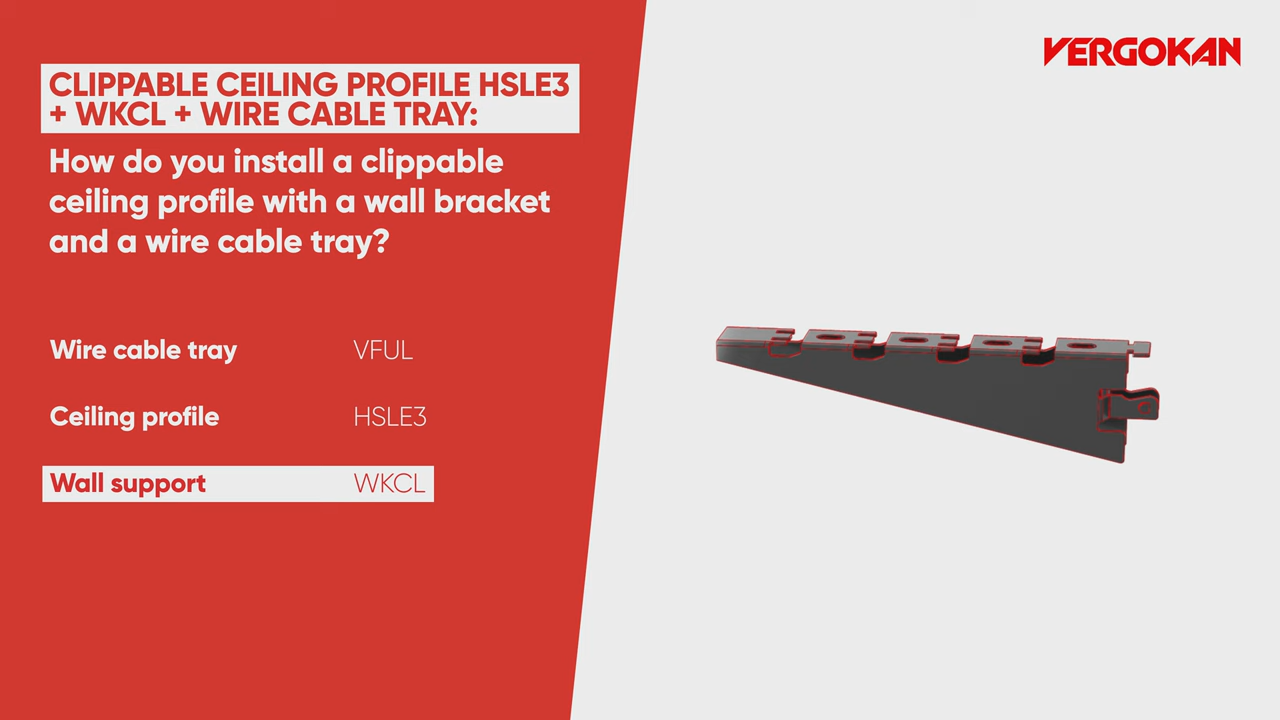 VERGOKAN
CLIPPABLE CEILING PROFILE HSLE3
+ WKCL + WIRE CABLE TRAY:
How do you install a clippable
ceiling profile with a wall bracket
and a wire cable tray?
Wire cable tray VFUL
Ceiling profile HSLE3
Wall support WKCL